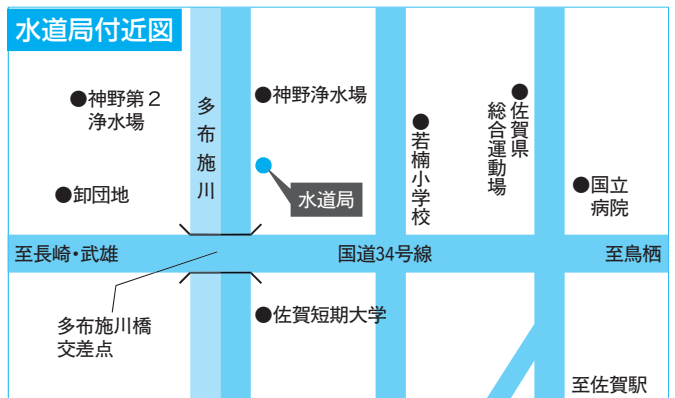 水道局付近図
●神野第2
浄水場
多布施川
●神野浄水場
●若楠小学校
●佐賀県
総合運動場
●国立
病院
●卸団地
水道局
至長崎・武雄
国道34号線
至鳥栖
多布施川橋
交差点
●佐賀短期大学
至佐賀駅